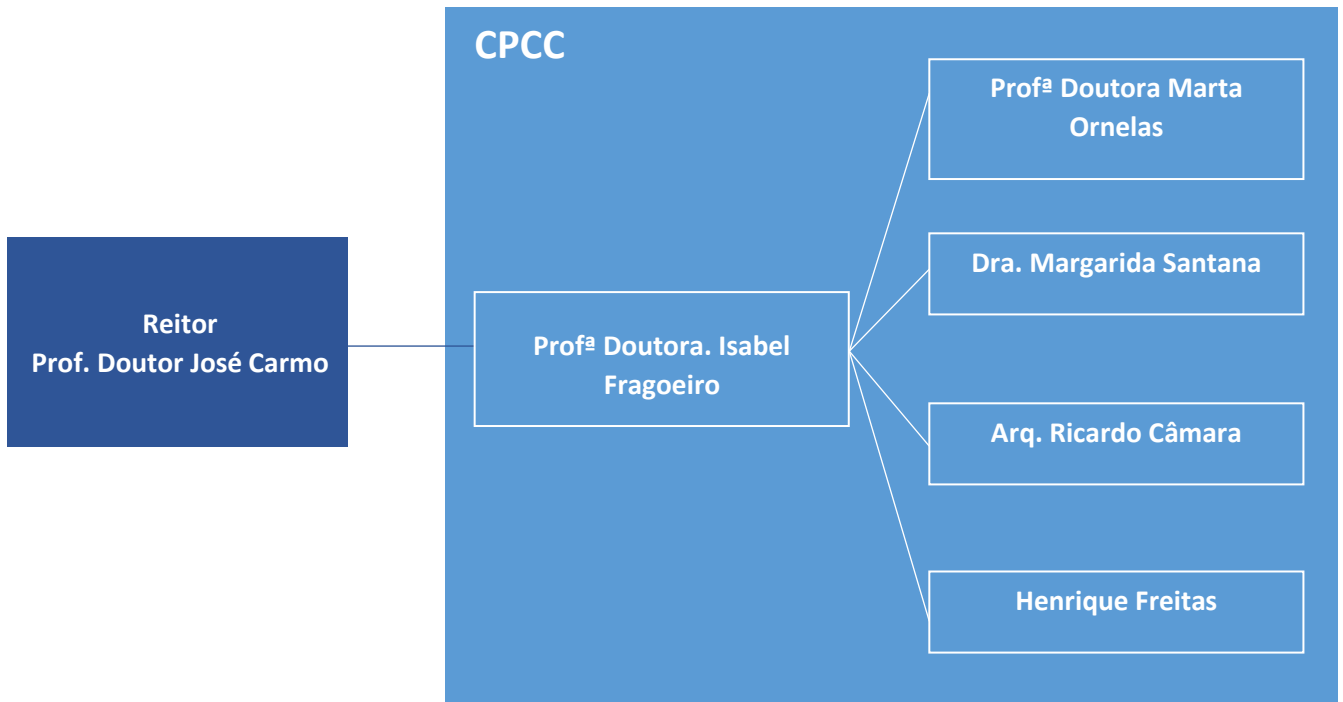 CPCC
Reitor
Prof. Doutor José Carmo
Profª Doutora. Isabel
Fragoeiro
Profª Doutora Marta
Ornelas
Dra. Margarida Santana
Arq. Ricardo Câmara
Henrique Freitas